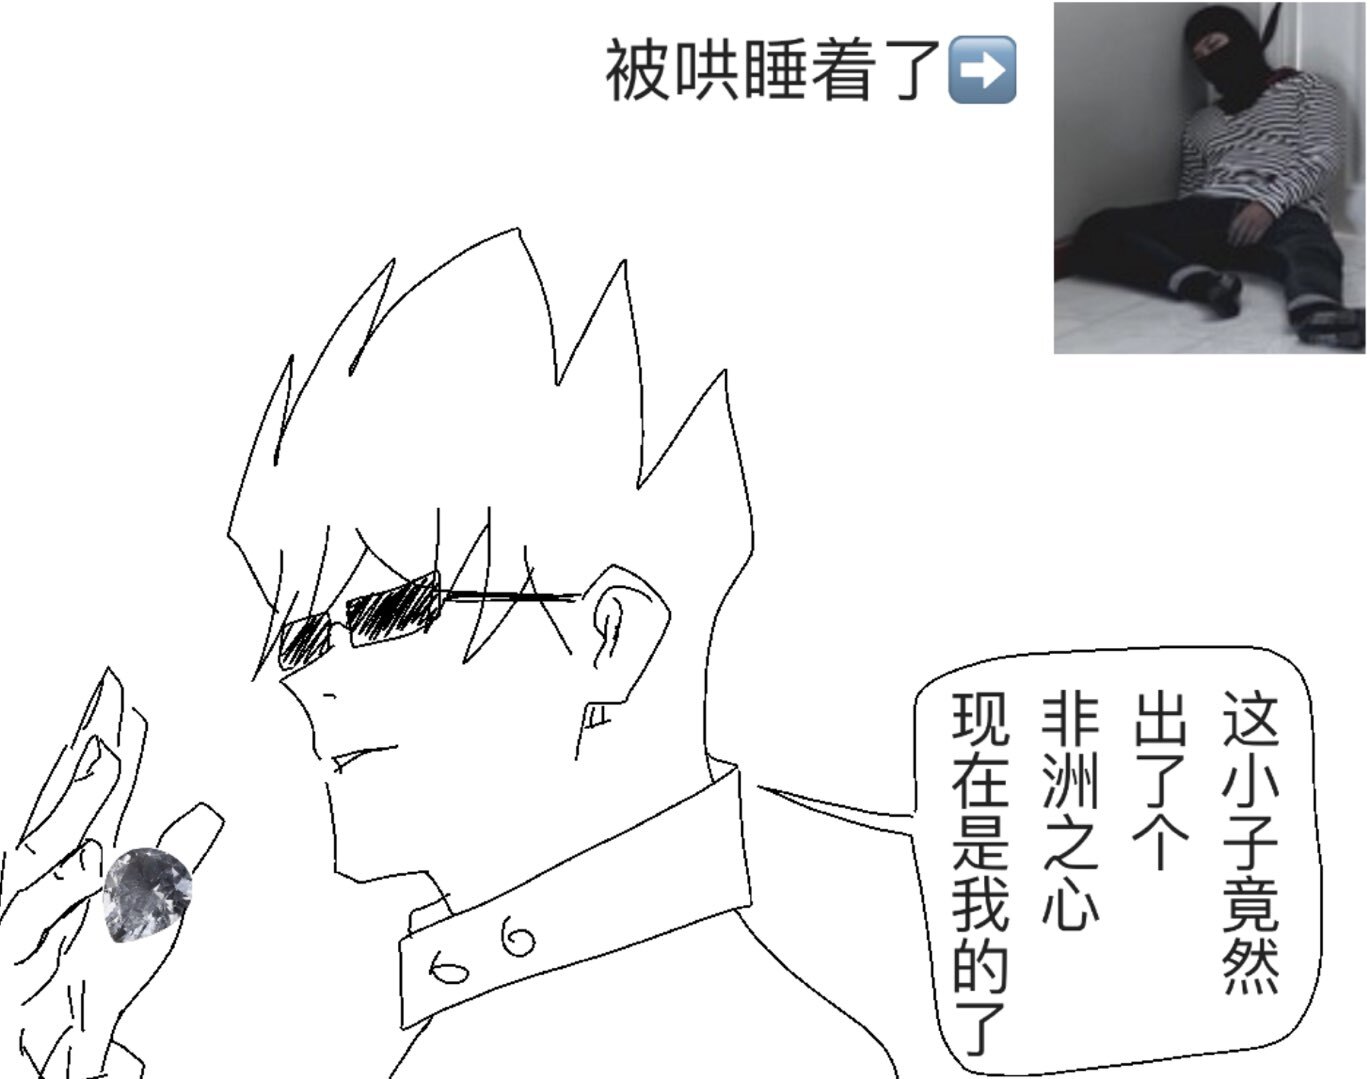 被哄睡着了➡️
这小子竟然
出了个
非洲之心
现在是我的了